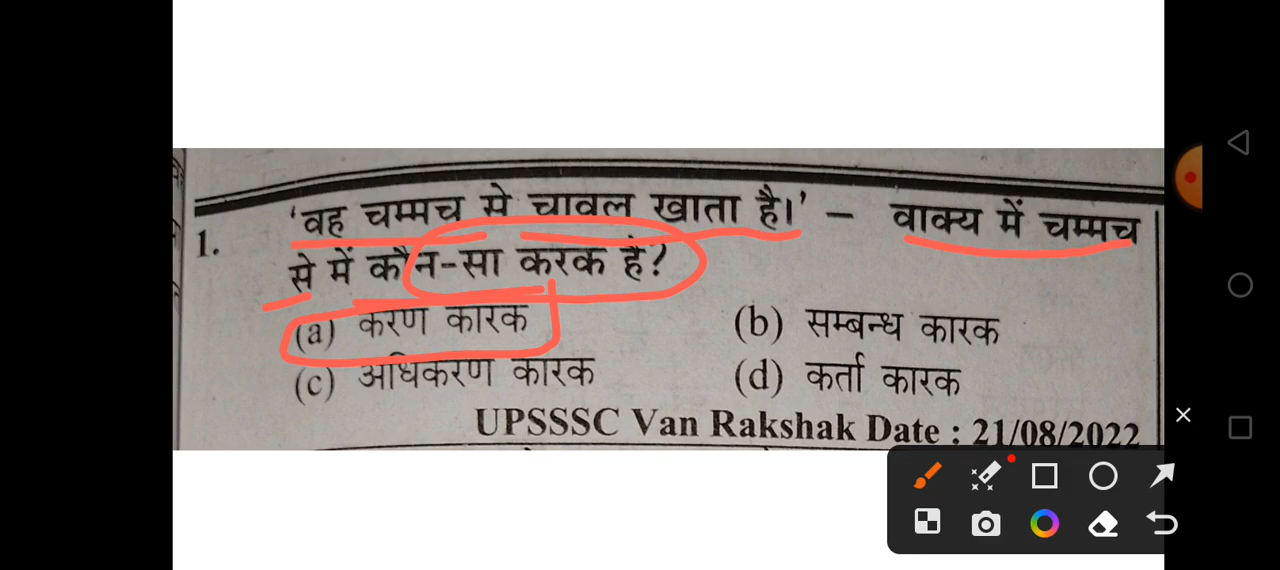 1. 'वह चम्मच से चावल खाता है।' – वाक्य में चम्मच
से में कौन-सा करक है?
(a) करण कारक (b) सम्बन्ध कारक
(c) अधिकरण कारक (d) कर्ता कारक
UPSSSC Van Rakshak Date : 21/08/2022